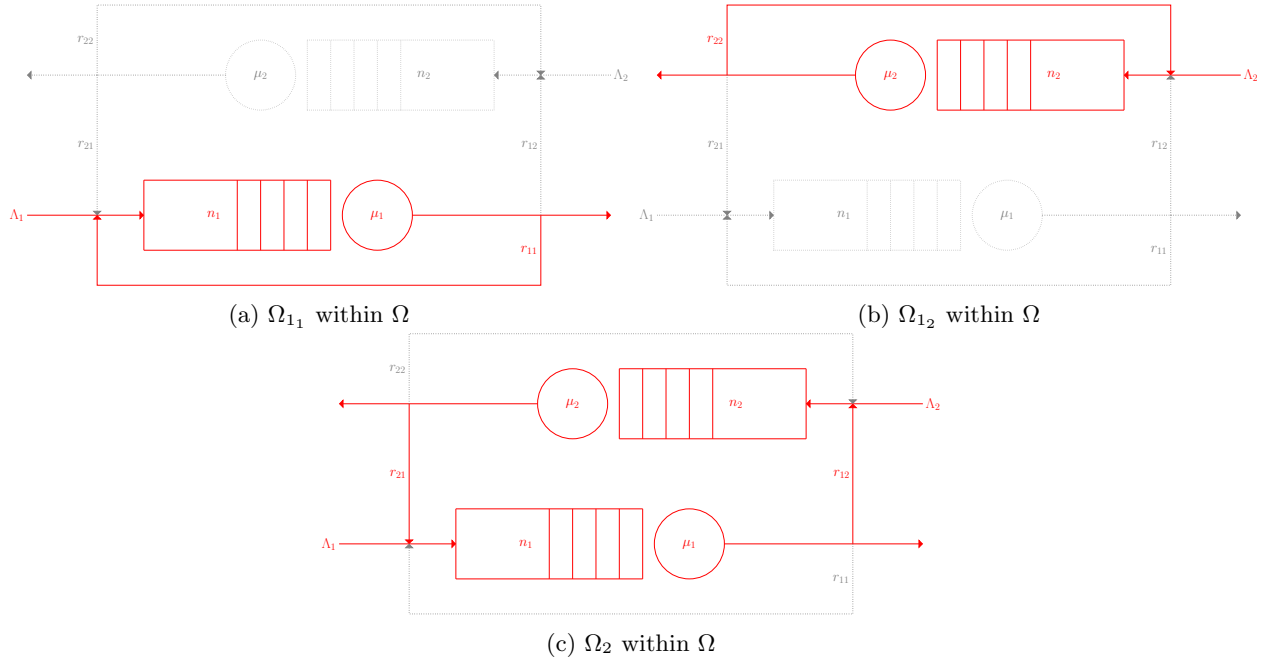 r₂₂
μ₂
n₂
Λ₂
r₂₁
r₁₂
Λ₁
n₁
μ₁
r₁₁
(a) Ω₁₁ within Ω
r₂₂
μ₂
n₂
Λ₂
r₂₁
r₁₂
Λ₁
n₁
μ₁
r₁₁
(b) Ω₁₂ within Ω
r₂₂
μ₂
n₂
Λ₂
r₂₁
r₁₂
Λ₁
n₁
μ₁
r₁₁
(c) Ω₂ within Ω